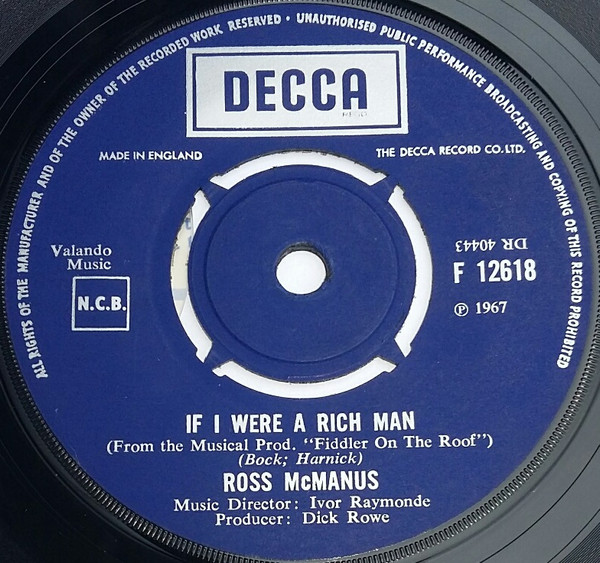 ALL RIGHTS OF THE MANUFACTURER AND OF THE OWNER OF THE RECORDED WORK RESERVED • UNAUTHORISED PUBLIC PERFORMANCE BROADCASTING AND COPYING OF THIS RECORD PROHIBITED
DECCA
REGD.
MADE IN ENGLAND
THE DECCA RECORD CO. LTD.
Valando
Music
N.C.B.
DR 40443
F 12618
℗ 1967
IF I WERE A RICH MAN
(From the Musical Prod. "Fiddler On The Roof")
(Bock; Harnick)
ROSS McMANUS
Music Director: Ivor Raymonde
Producer: Dick Rowe